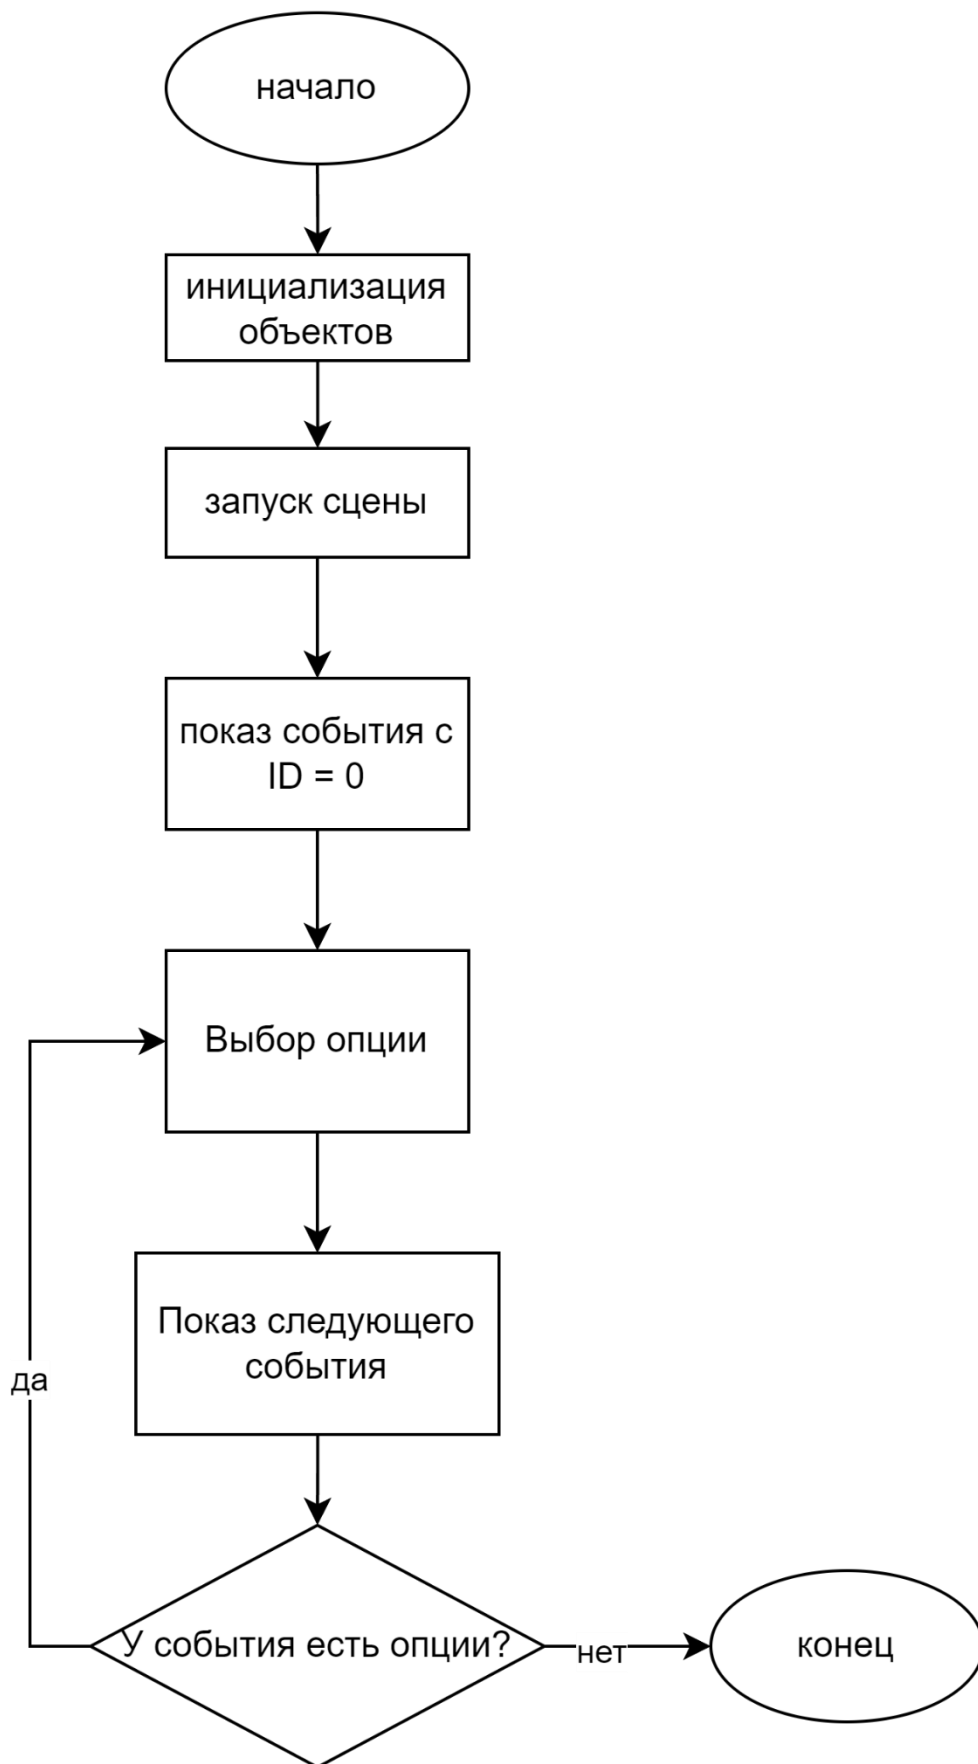 начало
инициализация
объектов
запуск сцены
показ события с
ID = 0
Выбор опции
Показ следующего
события
да
У события есть опции?
нет
конец